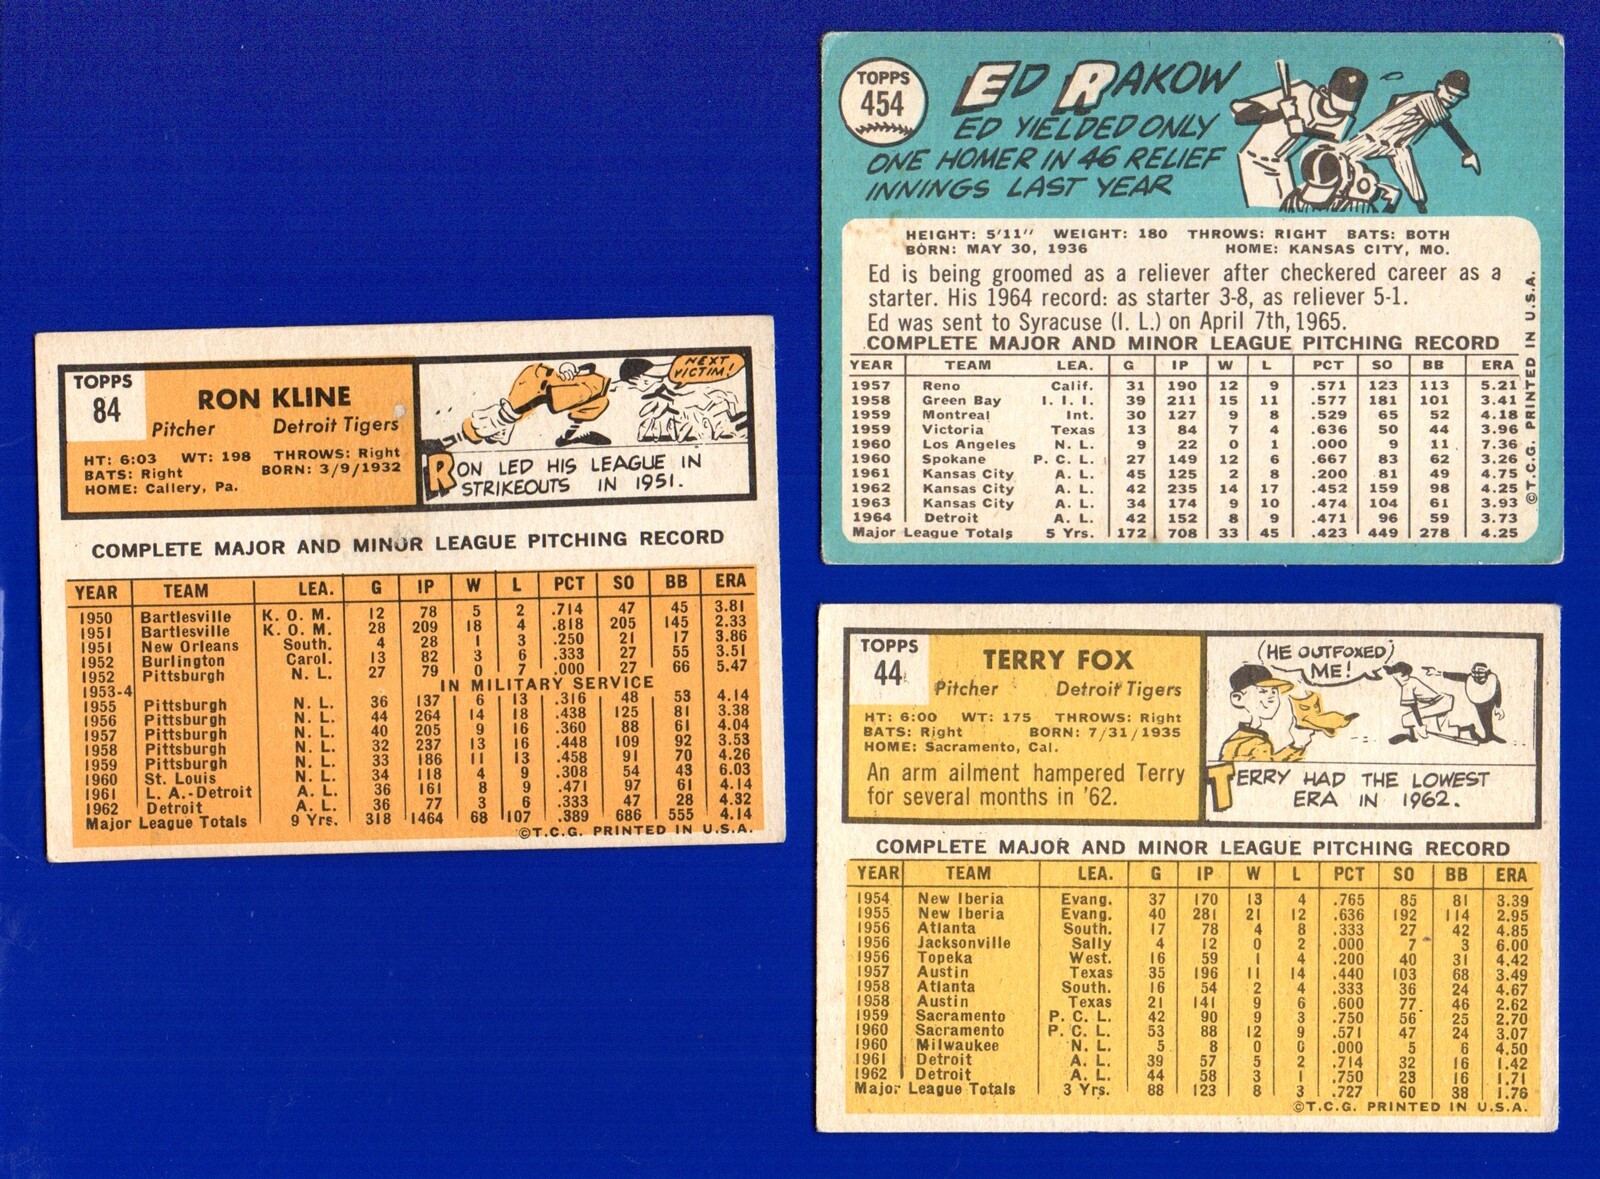 TOPPS
84
RON KLINE
Pitcher Detroit Tigers
HT: 6:03 WT: 198 THROWS: Right
BATS: Right BORN: 3/9/1932
HOME: Callery, Pa.
NEXT
VICTIM!
RON LED HIS LEAGUE IN
STRIKEOUTS IN 1951.
COMPLETE MAJOR AND MINOR LEAGUE PITCHING RECORD
YEAR TEAM LEA. G IP W L PCT SO BB ERA
1950 Bartlesville K. O. M. 12 78 5 2 .714 47 45 3.81
1951 Bartlesville K. O. M. 28 209 18 4 .818 205 145 2.33
1951 New Orleans South. 4 28 1 3 .250 21 17 3.86
1952 Burlington Carol. 13 82 3 6 .333 27 55 3.51
1952 Pittsburgh N. L. 27 79 0 7 .000 27 66 5.47
1953-4 IN MILITARY SERVICE
1955 Pittsburgh N. L. 36 137 6 13 .316 48 53 4.14
1956 Pittsburgh N. L. 44 264 14 18 .438 125 81 3.38
1957 Pittsburgh N. L. 40 205 9 16 .360 88 61 4.04
1958 Pittsburgh N. L. 32 237 13 16 .448 109 92 3.53
1959 Pittsburgh N. L. 33 186 11 13 .458 91 70 4.26
1960 St. Louis N. L. 34 118 4 9 .308 54 43 6.03
1961 L. A.-Detroit A. L. 36 161 8 9 .471 97 61 4.14
1962 Detroit A. L. 36 77 3 6 .333 47 28 4.32
Major League Totals 9 Yrs. 318 1464 68 107 .389 686 555 4.14
©T.C.G. PRINTED IN U.S.A.
TOPPS
454
ED RAKOW
ED YIELDED ONLY
ONE HOMER IN 46 RELIEF
INNINGS LAST YEAR
HEIGHT: 5'11" WEIGHT: 180 THROWS: RIGHT BATS: BOTH
BORN: MAY 30, 1936 HOME: KANSAS CITY, MO.
Ed is being groomed as a reliever after checkered career as a
starter. His 1964 record: as starter 3-8, as reliever 5-1.
Ed was sent to Syracuse (I. L.) on April 7th, 1965.
COMPLETE MAJOR AND MINOR LEAGUE PITCHING RECORD
YEAR TEAM LEA. G IP W L PCT SO BB ERA
1957 Reno Calif. 31 190 12 9 .571 123 113 5.21
1958 Green Bay I. I. I. 39 211 15 11 .577 181 101 3.41
1959 Montreal Int. 30 127 9 8 .529 65 52 4.18
1959 Victoria Texas 13 84 7 4 .636 50 44 3.96
1960 Los Angeles N. L. 9 22 0 1 .000 9 11 7.36
1960 Spokane P. C. L. 27 149 12 6 .667 83 62 3.26
1961 Kansas City A. L. 45 125 2 8 .200 81 49 4.75
1962 Kansas City A. L. 42 235 14 17 .452 159 98 4.25
1963 Kansas City A. L. 34 174 9 10 .474 104 61 3.93
1964 Detroit A. L. 42 152 8 9 .471 96 59 3.73
Major League Totals 5 Yrs. 172 708 33 45 .423 449 278 4.25
©T.C.G. PRINTED IN U.S.A.
TOPPS
44
TERRY FOX
Pitcher Detroit Tigers
HT: 6:00 WT: 175 THROWS: Right
BATS: Right BORN: 7/31/1935
HOME: Sacramento, Cal.
An arm ailment hampered Terry
for several months in '62.
(HE OUTFOXED)
ME!
TERRY HAD THE LOWEST
ERA IN 1962.
COMPLETE MAJOR AND MINOR LEAGUE PITCHING RECORD
YEAR TEAM LEA. G IP W L PCT SO BB ERA
1954 New Iberia Evang. 37 170 13 4 .765 85 81 3.39
1955 New Iberia Evang. 40 281 21 12 .636 192 114 2.95
1956 Atlanta South. 17 78 4 8 .333 27 42 4.85
1956 Jacksonville Sally 4 12 0 2 .000 7 3 6.00
1956 Topeka West. 16 59 1 4 .200 40 31 4.42
1957 Austin Texas 35 196 11 14 .440 103 68 3.49
1958 Atlanta South. 16 54 2 4 .333 36 24 4.67
1958 Austin Texas 21 141 9 6 .600 77 46 2.62
1959 Sacramento P. C. L. 42 90 9 3 .750 56 25 2.70
1960 Sacramento P. C. L. 53 88 12 9 .571 47 24 3.07
1960 Milwaukee N. L. 5 8 0 0 .000 5 6 4.50
1961 Detroit A. L. 39 57 5 2 .714 32 16 1.42
1962 Detroit A. L. 44 58 3 1 .750 23 16 1.71
Major League Totals 3 Yrs. 88 123 8 3 .727 60 38 1.76
©T.C.G. PRINTED IN U.S.A.